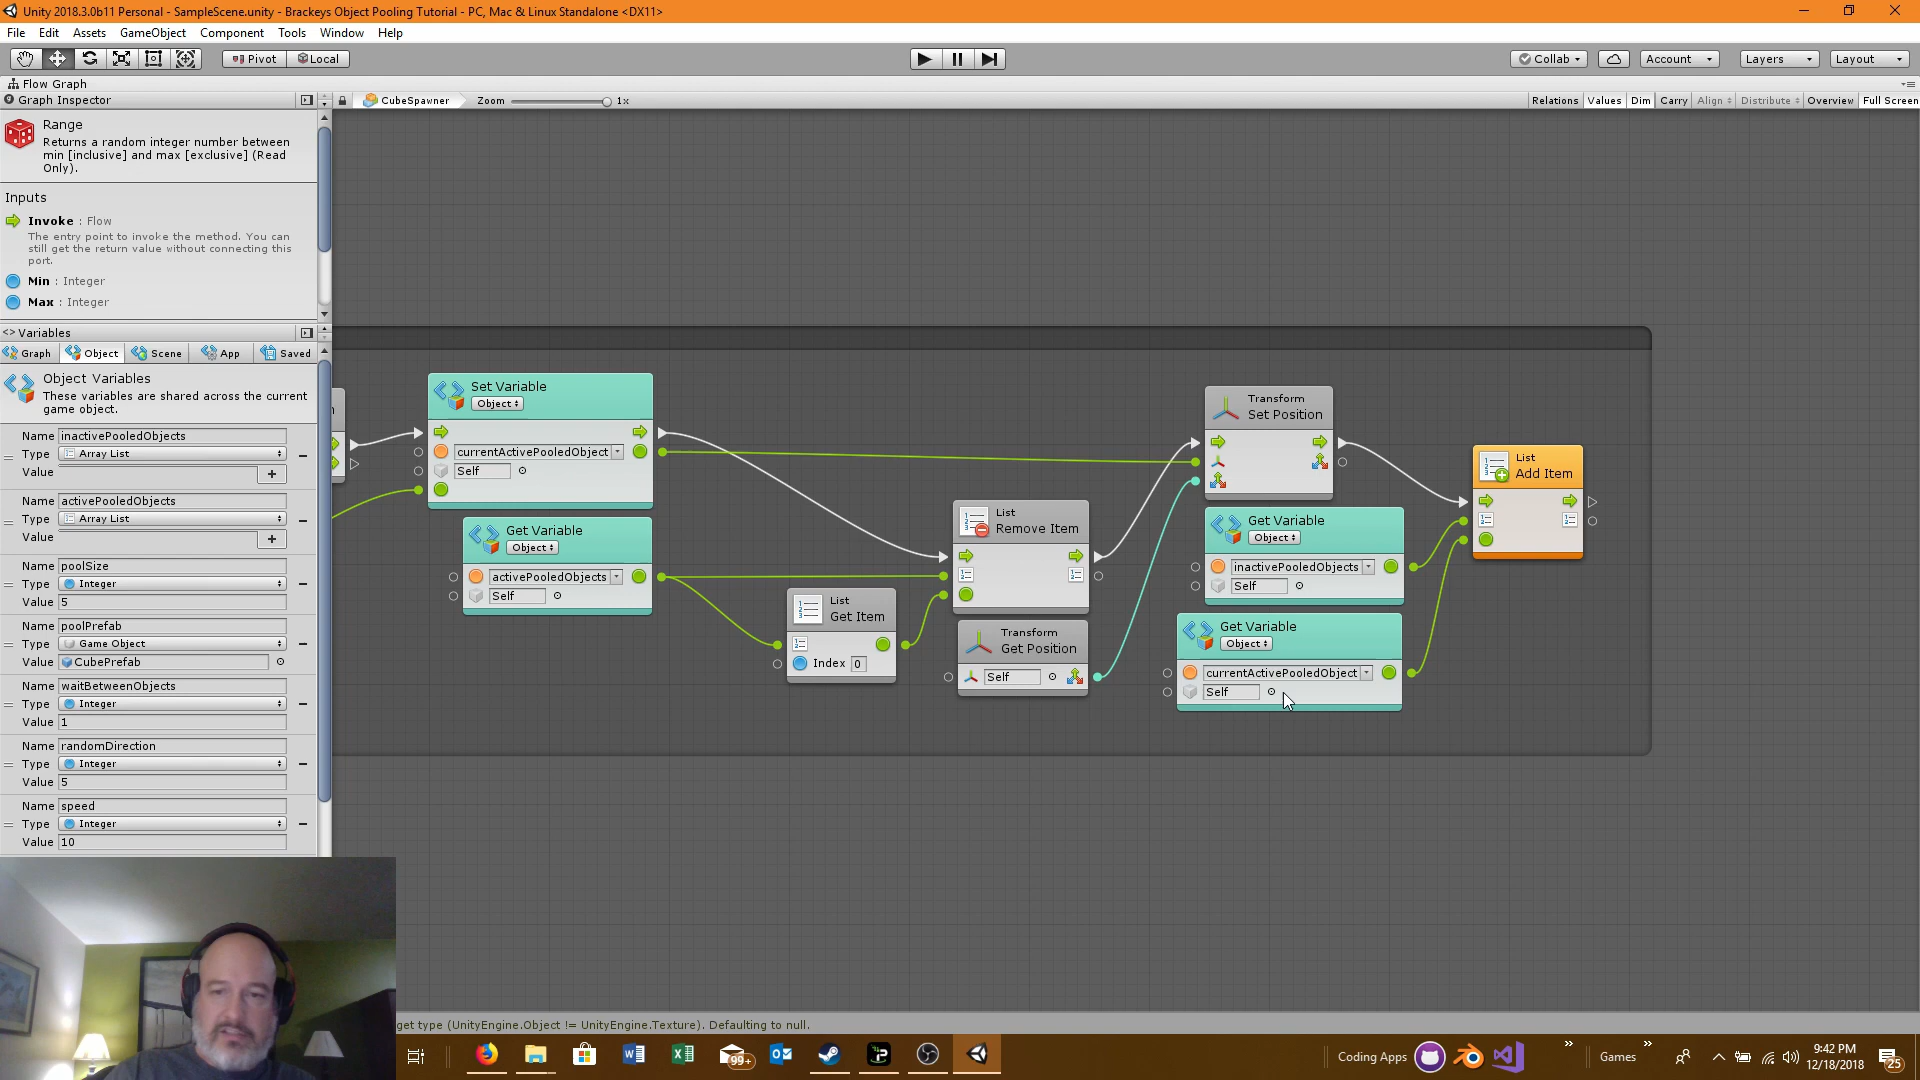 Unity 2018.3.0b11 Personal - SampleScene.unity - Brackeys Object Pooling Tutorial - PC, Mac & Linux Standalone <DX11>
File Edit Assets GameObject Component Tools Window Help
Pivot Local Collab Account Layers Layout
Flow Graph
Graph Inspector CubeSpawner Zoom 1x Relations Values Dim Carry Align Distribute Overview Full Screen
Range
Returns a random integer number between
min [inclusive] and max [exclusive] (Read
Only).
Inputs
Invoke : Flow
The entry point to invoke the method. You can
still get the return value without connecting this
port.
Min : Integer
Max : Integer
<> Variables
Graph Object Scene App Saved
Object Variables
These variables are shared across the current
game object.
Name inactivePooledObjects
Type Array List
Value
Name activePooledObjects
Type Array List
Value
Name poolSize
Type Integer
Value 5
Name poolPrefab
Type Game Object
Value CubePrefab
Name waitBetweenObjects
Type Integer
Value 1
Name randomDirection
Type Integer
Value 5
Name speed
Type Integer
Value 10
Set Variable
Object
currentActivePooledObject
Self
Get Variable
Object
activePooledObjects
Self
List
Get Item
Index 0
List
Remove Item
Transform
Get Position
Self
Transform
Set Position
Get Variable
Object
inactivePooledObjects
Self
Get Variable
Object
currentActivePooledObject
Self
List
Add Item
get type (UnityEngine.Object != UnityEngine.Texture). Defaulting to null.
99+
Coding Apps » Games »
9:42 PM
12/18/2018
25